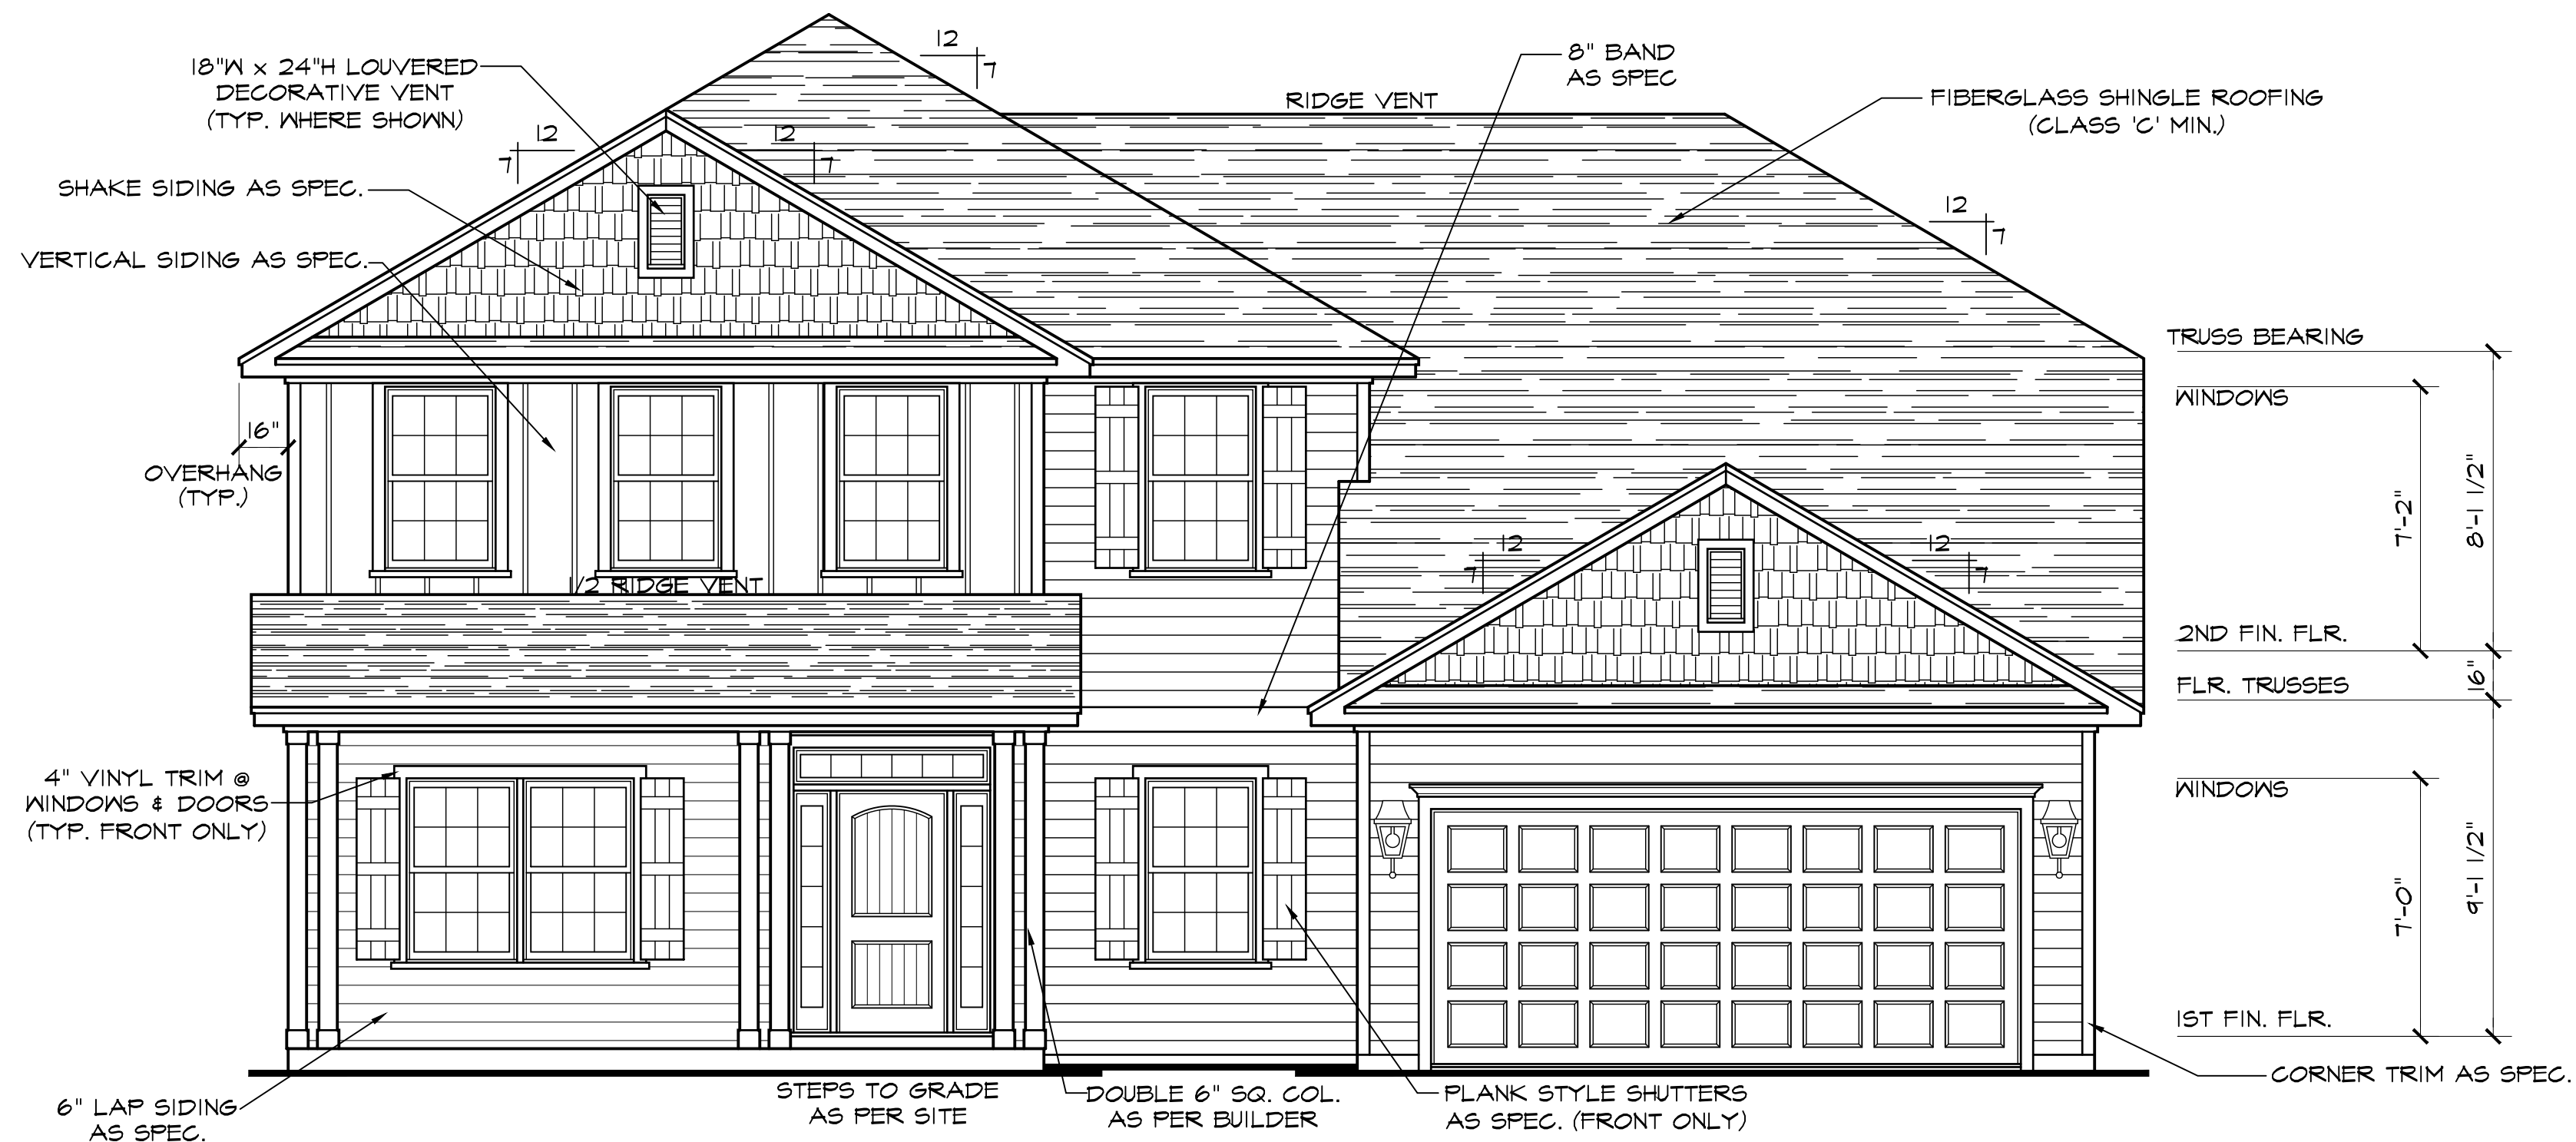 18"W x 24"H LOUVERED
DECORATIVE VENT
(TYP. WHERE SHOWN)
SHAKE SIDING AS SPEC.
VERTICAL SIDING AS SPEC.
12
7
12
7
12
7
8" BAND
AS SPEC
RIDGE VENT
FIBERGLASS SHINGLE ROOFING
(CLASS 'C' MIN.)
12
7
16"
OVERHANG
(TYP.)
1/2 RIDGE VENT
12
7
12
7
TRUSS BEARING
WINDOWS
7'-2"
8'-1 1/2"
2ND FIN. FLR.
16"
FLR. TRUSSES
WINDOWS
7'-0"
9'-1 1/2"
1ST FIN. FLR.
4" VINYL TRIM @
WINDOWS & DOORS
(TYP. FRONT ONLY)
6" LAP SIDING
AS SPEC.
STEPS TO GRADE
AS PER SITE
DOUBLE 6" SQ. COL.
AS PER BUILDER
PLANK STYLE SHUTTERS
AS SPEC. (FRONT ONLY)
CORNER TRIM AS SPEC.